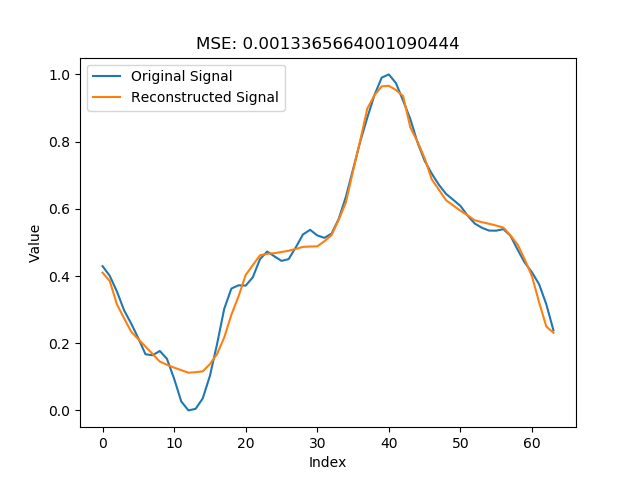 MSE: 0.0013365664001090444
Original Signal
Reconstructed Signal
1.0
0.8
0.6
0.4
0.2
0.0
Value
0 10 20 30 40 50 60
Index